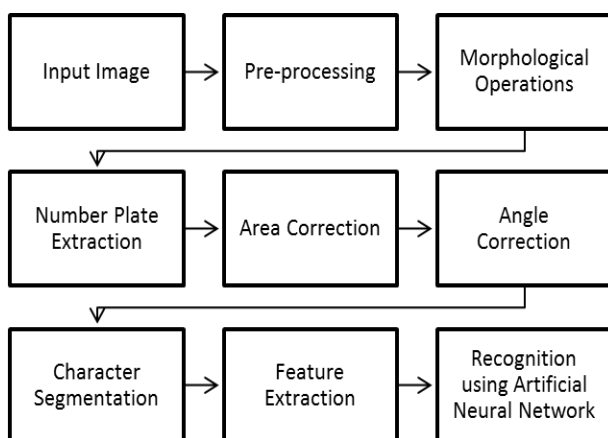 Input Image
Pre-processing
Morphological
Operations
Number Plate
Extraction
Area Correction
Angle
Correction
Character
Segmentation
Feature
Extraction
Recognition
using Artificial
Neural Network